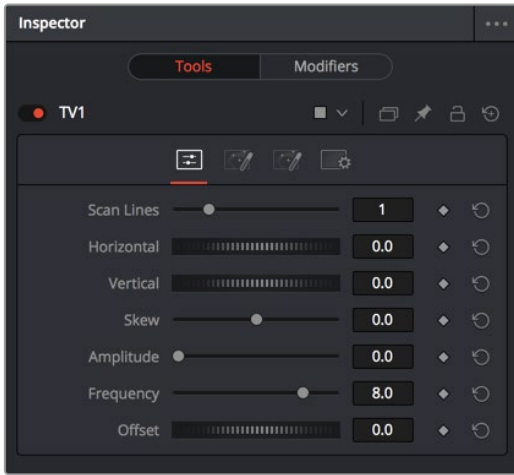 Inspector
Tools Modifiers
TV1
Scan Lines 1
Horizontal 0.0
Vertical 0.0
Skew 0.0
Amplitude 0.0
Frequency 8.0
Offset 0.0